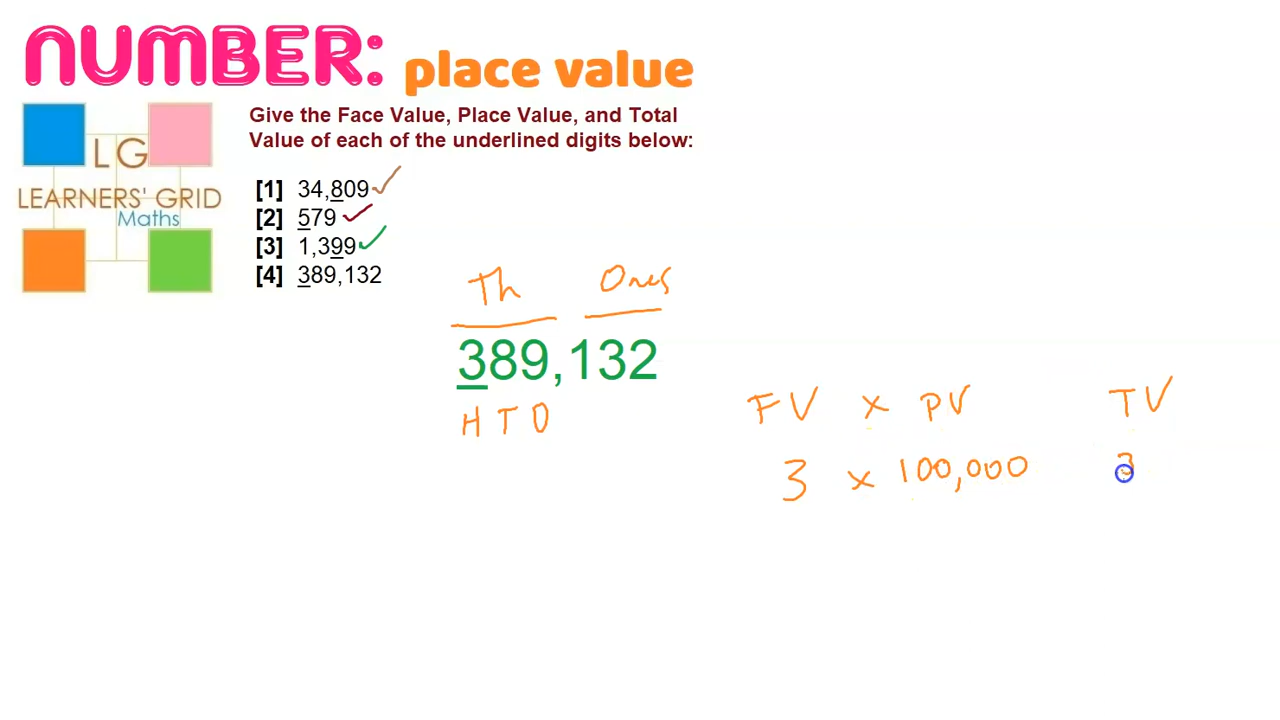 NUMBER: place value
LG
LEARNERS' GRID
Maths
Give the Face Value, Place Value, and Total
Value of each of the underlined digits below:
[1] 34,809
[2] 579
[3] 1,399
[4] 389,132
Th Ones
389,132
H T O
FV x PV TV
3 x 100,000 3